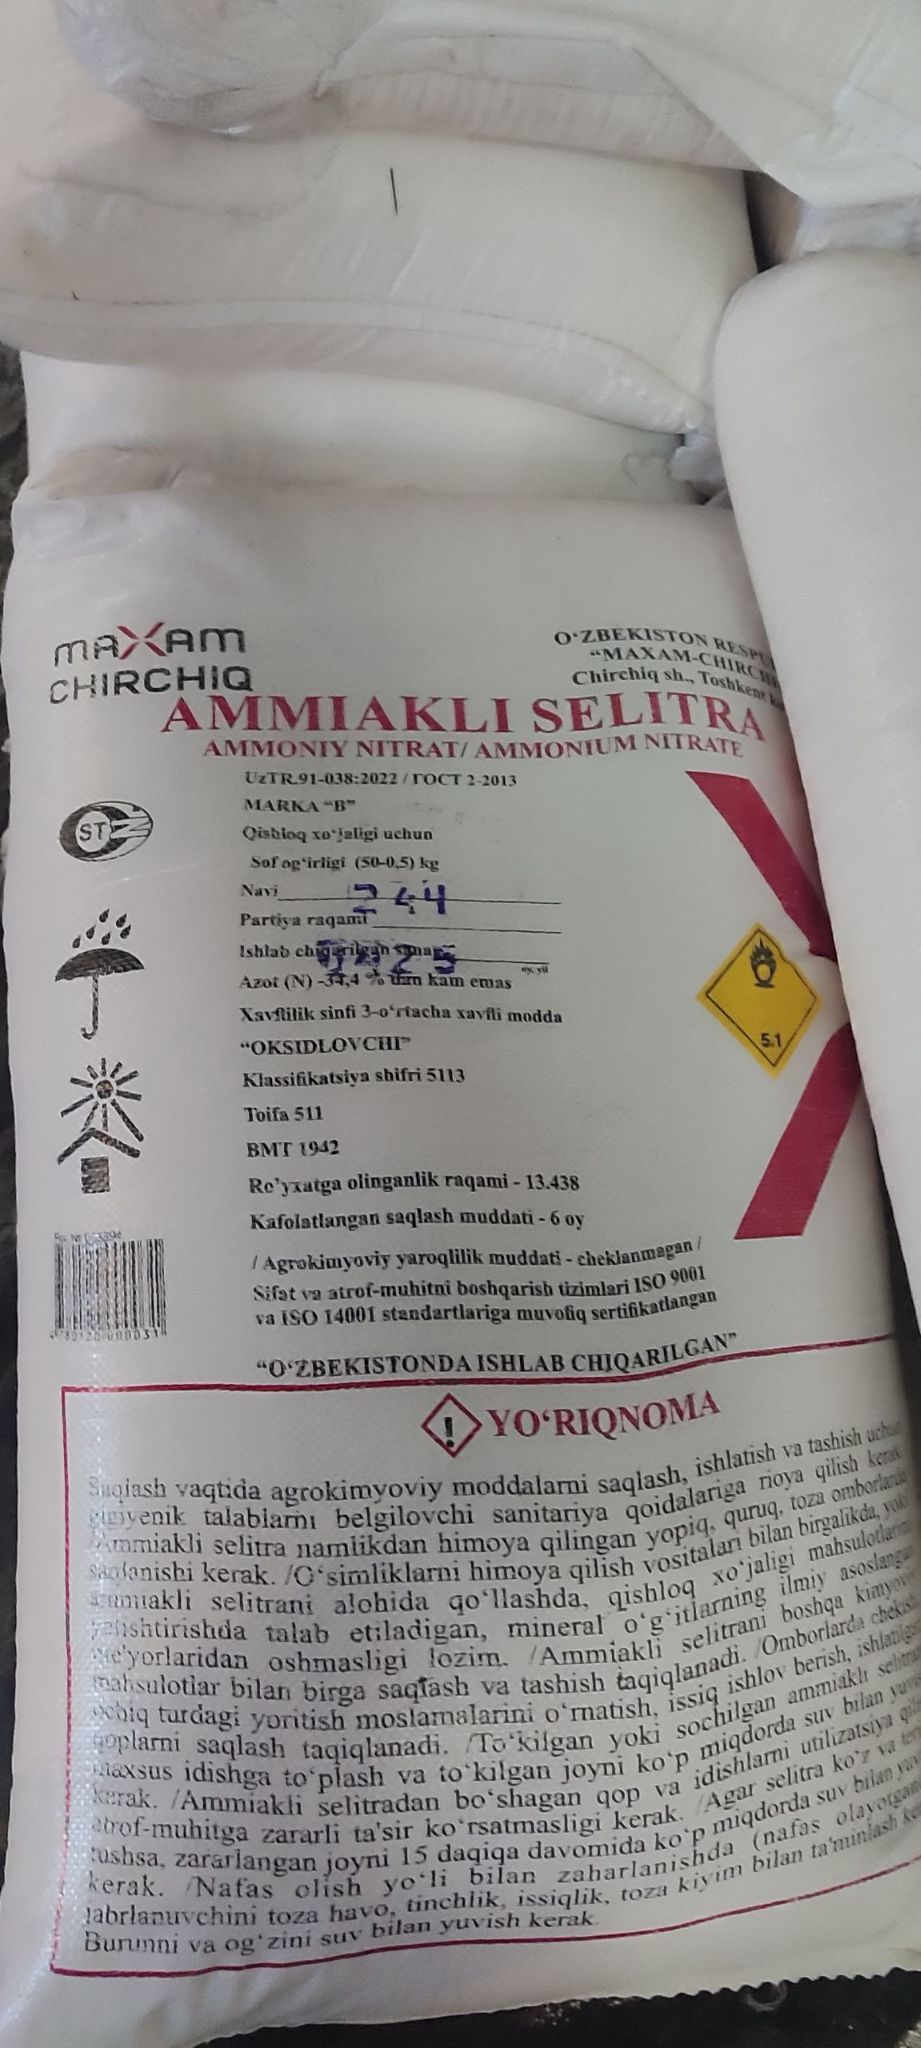 MAXAM
CHIRCHIQ
O‘ZBEKISTON
“MAXAM-
Chirchiq sh., Toshkent
AMMIAKLI SELITRA
AMMONIY NITRAT/ AMMONIUM NITRATE
UzTR.91-038:2022 / ГОСТ 2-2013
MARKA “B”
Qishloq xo‘jaligi uchun
Sof og‘irligi (50-0,5) kg
Navi
244
Partiya raqami
Ishlab chiqarilgan sana
oy, yil
Azot (N) -34,4 % dan kam emas
Xavflilik sinfi 3-o‘rtacha xavfli modda
“OKSIDLOVCHI”
Klassifikatsiya shifri 5113
Toifa 511
BMT 1942
Ro’yxatga olinganlik raqami - 13.438
Kafolatlangan saqlash muddati - 6 oy
/ Agrokimyoviy yaroqlilik muddati - cheklanmagan /
Sifat va atrof-muhitni boshqarish tizimlari ISO 9001
va ISO 14001 standartlariga muvofiq sertifikatlangan
“O‘ZBEKISTONDA ISHLAB CHIQARILGAN”
ST
5.1
! YO‘RIQNOMA
Saqlash vaqtida agrokimyoviy moddalarni saqlash, ishlatish va tashish
talablarni belgilovchi sanitariya qoidalariga rioya qilish kerak
Ammiakli selitra namlikdan himoya qilingan yopiq, quruq, toza omborlarda
saqlanishi kerak. /O‘simliklarni himoya qilish vositalari bilan birgalikda,
ammiakli selitrani alohida qo‘llashda, qishloq xo‘jaligi
yetishtirishda talab etiladigan, mineral o‘g‘itlarning ilmiy
me’yorlaridan oshmasligi lozim. /Ammiakli selitrani boshqa
mahsulotlar bilan birga saqlash va tashish taqiqlanadi. /Omborlarda
ochiq turdagi yoritish moslamalarini o‘rnatish, issiq ishlov berish,
qoplarni saqlash taqiqlanadi. /To‘kilgan yoki sochilgan ammiakli
maxsus idishga to‘plash va to‘kilgan joyni ko‘p miqdorda suv bilan
kerak. /Ammiakli selitradan bo‘shagan qop va idishlarni utilizatsiya
atrof-muhitga zararli ta'sir ko‘rsatmasligi kerak. /Agar selitra ko‘z va
tushsa, zararlangan joyni 15 daqiqa davomida ko‘p miqdorda suv bilan
kerak. /Nafas olish yo‘li bilan zaharlanishda (nafas
jabrlanuvchini toza havo, tinchlik, issiqlik, toza kiyim bilan ta’minlash
Burunni va og‘zini suv bilan yuvish kerak.